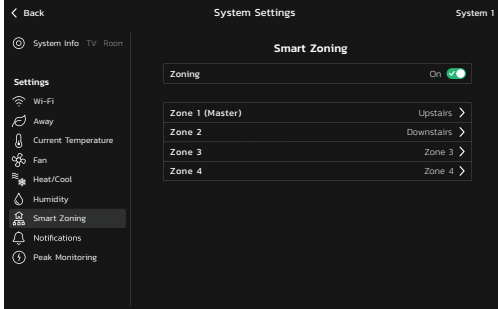 Back
System Settings
System 1
System Info TV Room
Smart Zoning
Zoning
On
Settings
Wi-Fi
Away
Current Temperature
Fan
Heat/Cool
Humidity
Smart Zoning
Notifications
Peak Monitoring
Zone 1 (Master)
Upstairs
Zone 2
Downstairs
Zone 3
Zone 3
Zone 4
Zone 4